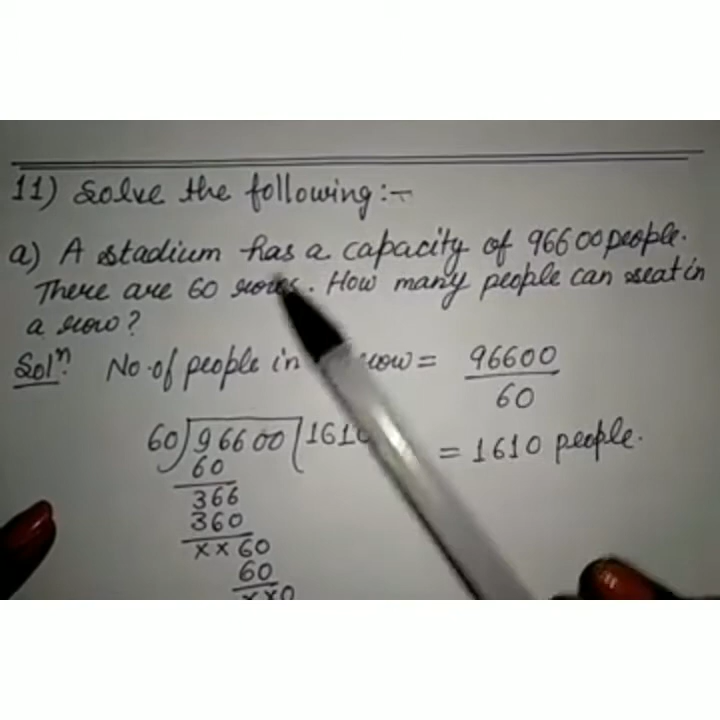 11) Solve the following :-
a) A stadium has a capacity of 96600 people.
There are 60 rows. How many people can seat in
a row?
Solⁿ. No. of people in row = 96600
60
60)96600(1610
= 1610 people.
60
366
360
xx60
60
xx0